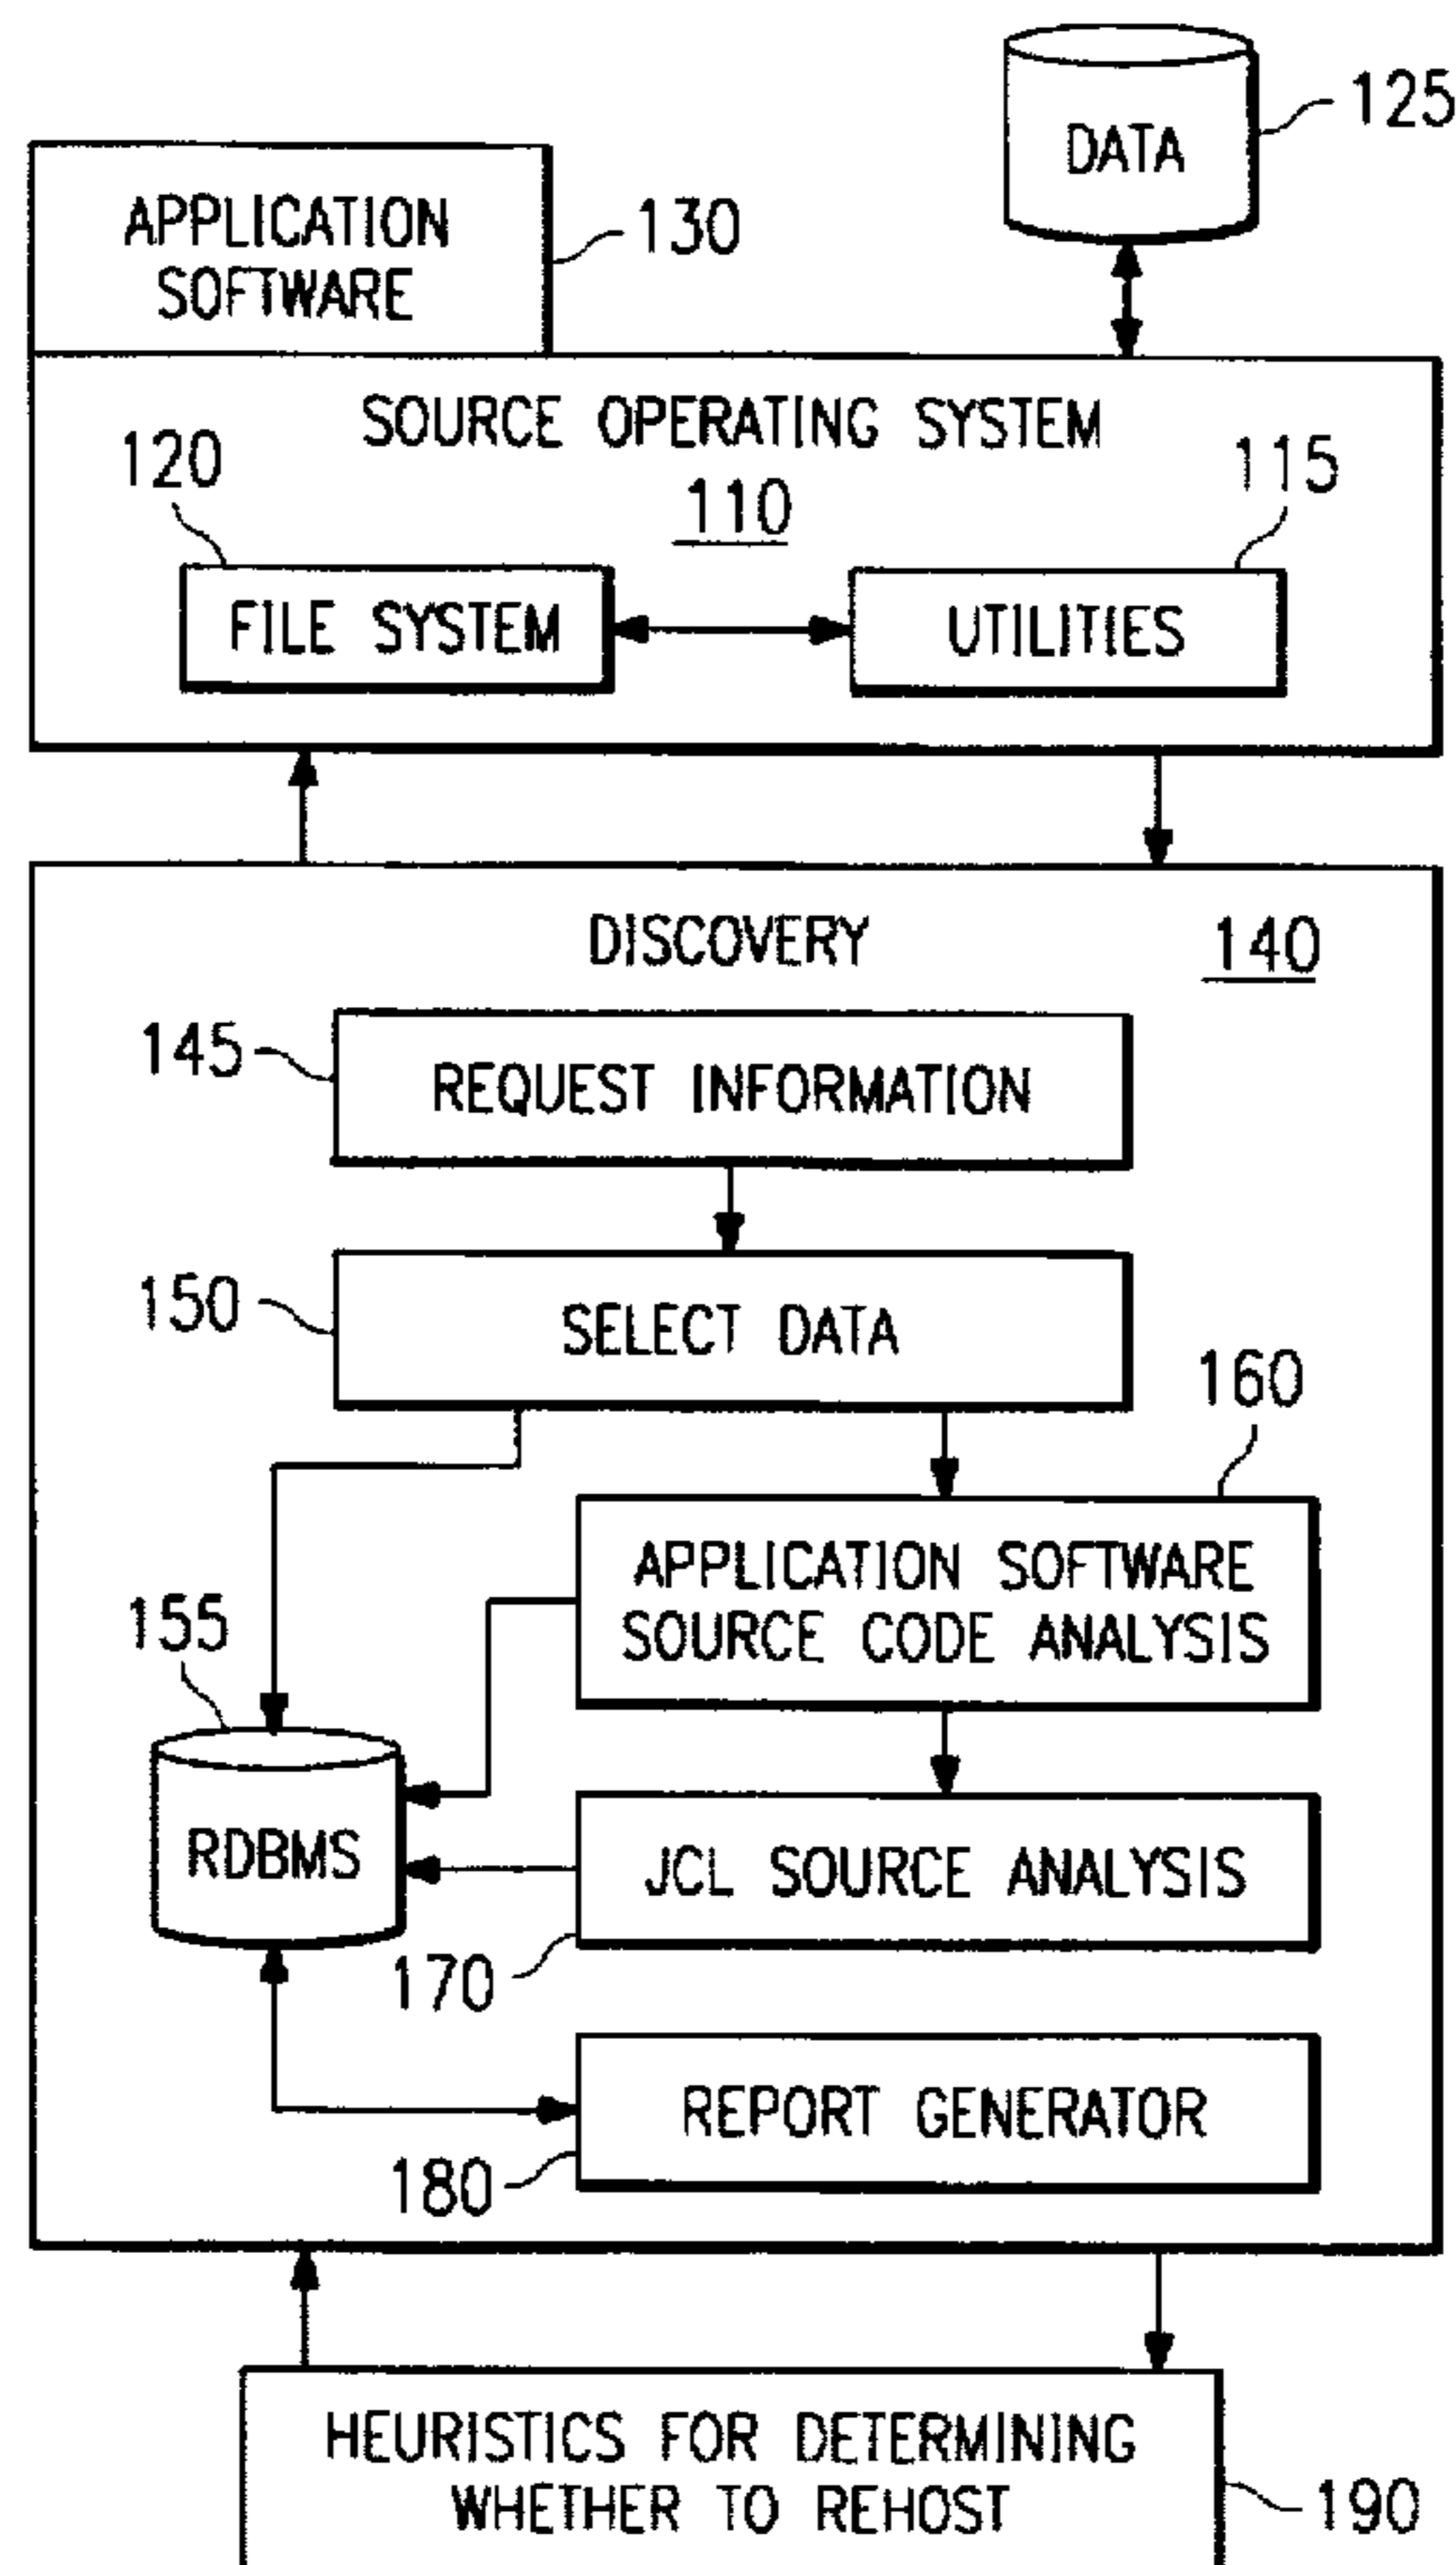 DATA
125
APPLICATION
SOFTWARE
130
SOURCE OPERATING SYSTEM
110
120
115
FILE SYSTEM
UTILITIES
DISCOVERY
140
145
REQUEST INFORMATION
150
SELECT DATA
160
APPLICATION SOFTWARE
SOURCE CODE ANALYSIS
155
RDBMS
JCL SOURCE ANALYSIS
170
REPORT GENERATOR
180
HEURISTICS FOR DETERMINING
WHETHER TO REHOST
190